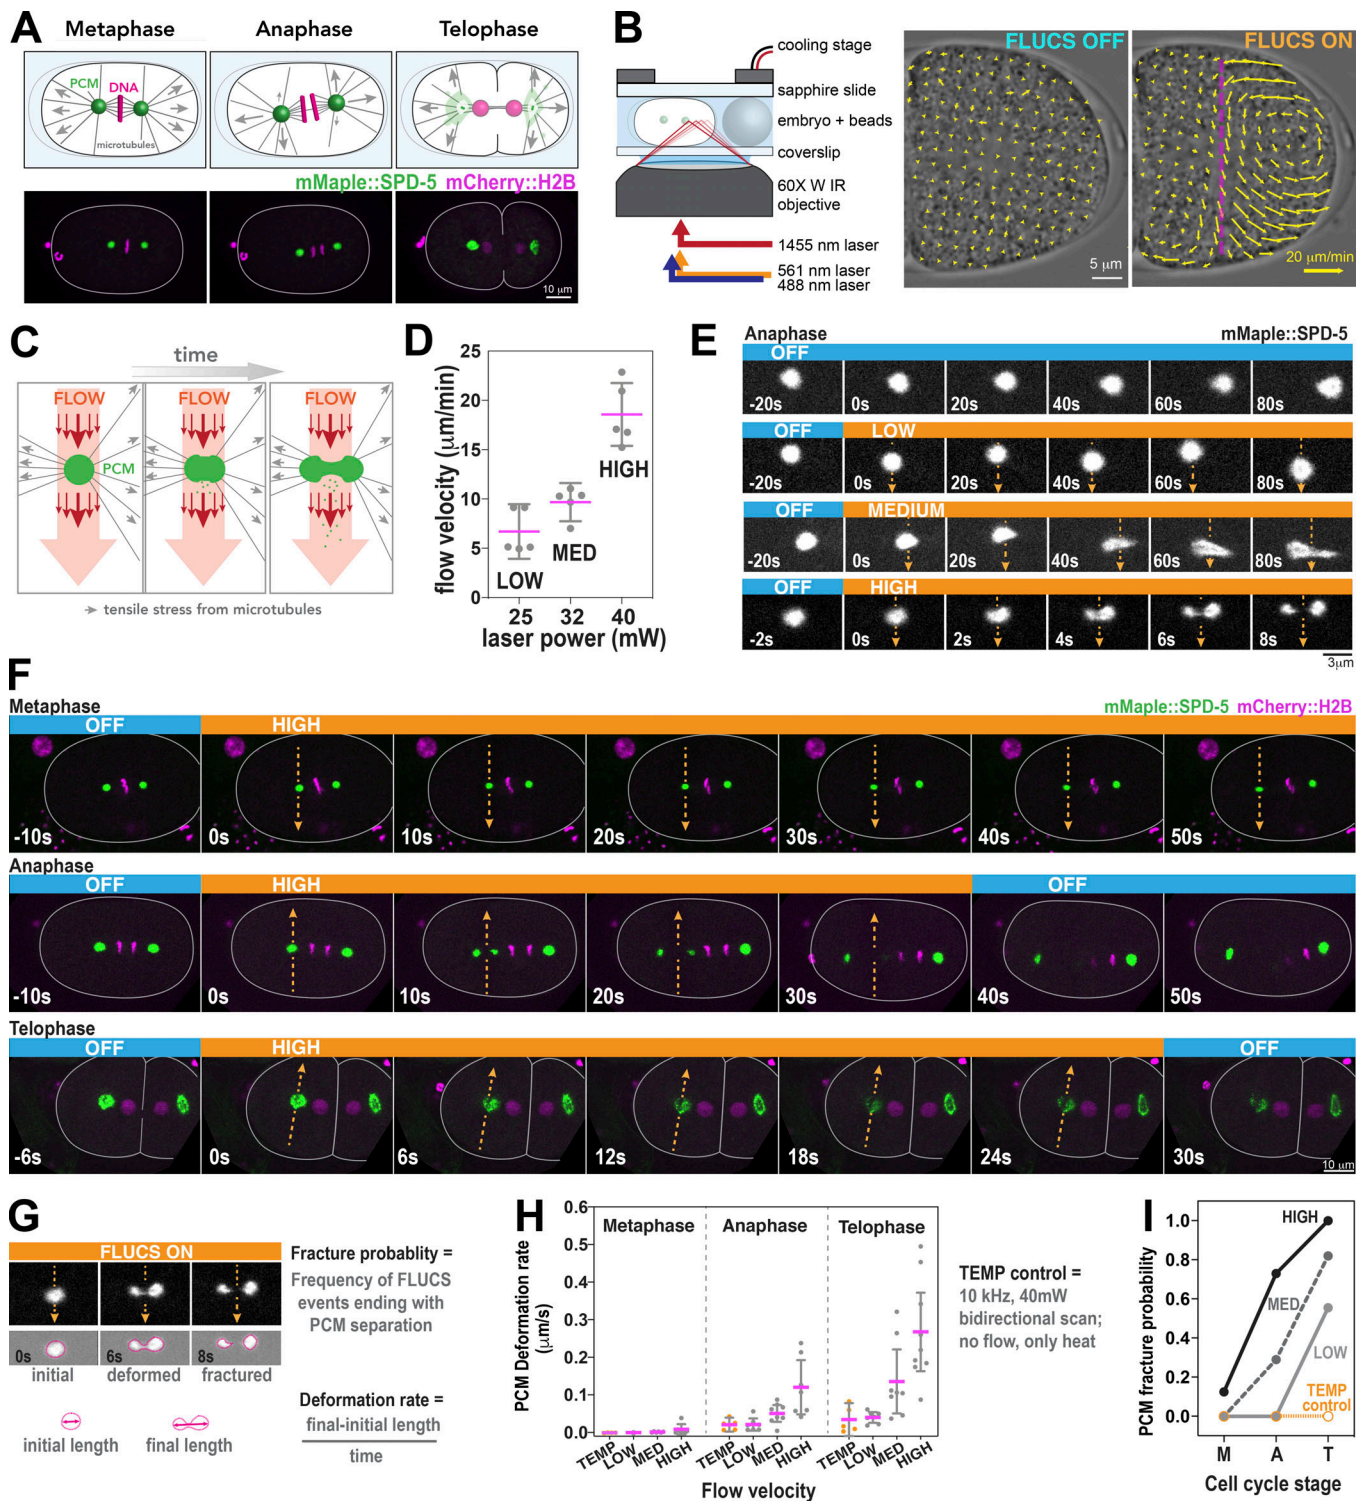 A
Metaphase
Anaphase
Telophase
PCM
DNA
microtubules
mMaple::SPD-5 mCherry::H2B
10 μm
B
cooling stage
sapphire slide
embryo + beads
coverslip
60X W IR
objective
1455 nm laser
561 nm laser
488 nm laser
FLUCS OFF
5 μm
FLUCS ON
20 μm/min
C
time
FLOW
FLOW
FLOW
PCM
tensile stress from microtubules
D
flow velocity (μm/min)
25
20
15
10
5
0
LOW
MED
HIGH
25
32
40
laser power (mW)
E
Anaphase
mMaple::SPD-5
OFF
-20s
0s
20s
40s
60s
80s
OFF
LOW
-20s
0s
20s
40s
60s
80s
OFF
MEDIUM
-20s
0s
20s
40s
60s
80s
OFF
HIGH
-2s
0s
2s
4s
6s
8s
3μm
F
Metaphase
mMaple::SPD-5 mCherry::H2B
OFF
HIGH
-10s
0s
10s
20s
30s
40s
50s
Anaphase
OFF
HIGH
OFF
-10s
0s
10s
20s
30s
40s
50s
Telophase
OFF
HIGH
OFF
-6s
0s
6s
12s
18s
24s
30s
10 μm
G
FLUCS ON
0s
6s
8s
initial
deformed
fractured
initial length
final length
Fracture probablity =
Frequency of FLUCS
events ending with
PCM separation
Deformation rate =
final-initial length
time
H
PCM Deformation rate
(μm/s)
0.6
0.5
0.4
0.3
0.2
0.1
0.0
Metaphase
Anaphase
Telophase
TEMP
LOW
MED
HIGH
TEMP
LOW
MED
HIGH
TEMP
LOW
MED
HIGH
Flow velocity
TEMP control =
10 kHz, 40mW
bidirectional scan;
no flow, only heat
I
PCM fracture probability
1.0
0.8
0.6
0.4
0.2
0.0
HIGH
MED
LOW
TEMP
control
M
A
T
Cell cycle stage